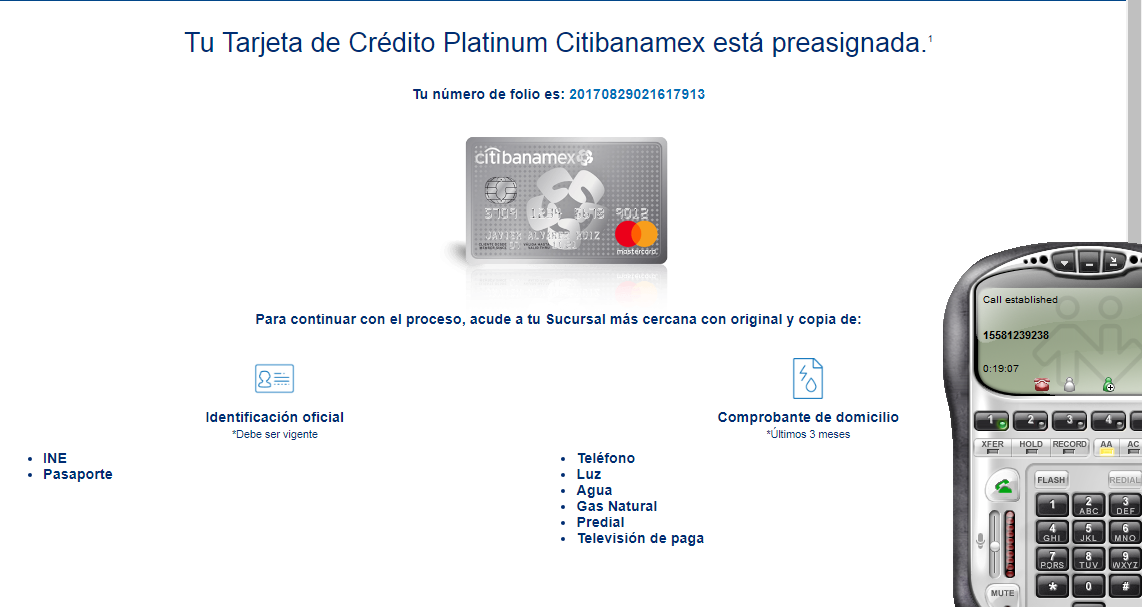 Tu Tarjeta de Crédito Platinum Citibanamex está preasignada.1
Tu número de folio es: 20170829021617913
citibanamex
JAVIER ALVAREZ RUIZ
mastercard.
Para continuar con el proceso, acude a tu Sucursal más cercana con original y copia de:
Identificación oficial
*Debe ser vigente
• INE
• Pasaporte
Comprobante de domicilio
*Últimos 3 meses
• Teléfono
• Luz
• Agua
• Gas Natural
• Predial
• Televisión de paga
Call established
15581239238
0:19:07
1 2 3 4
XFER HOLD RECORD AA AC
FLASH REDIAL
1 2 ABC 3 DEF
4 GHI 5 JKL 6 MNO
7 PQRS 8 TUV 9 WXYZ
* 0 #
MUTE